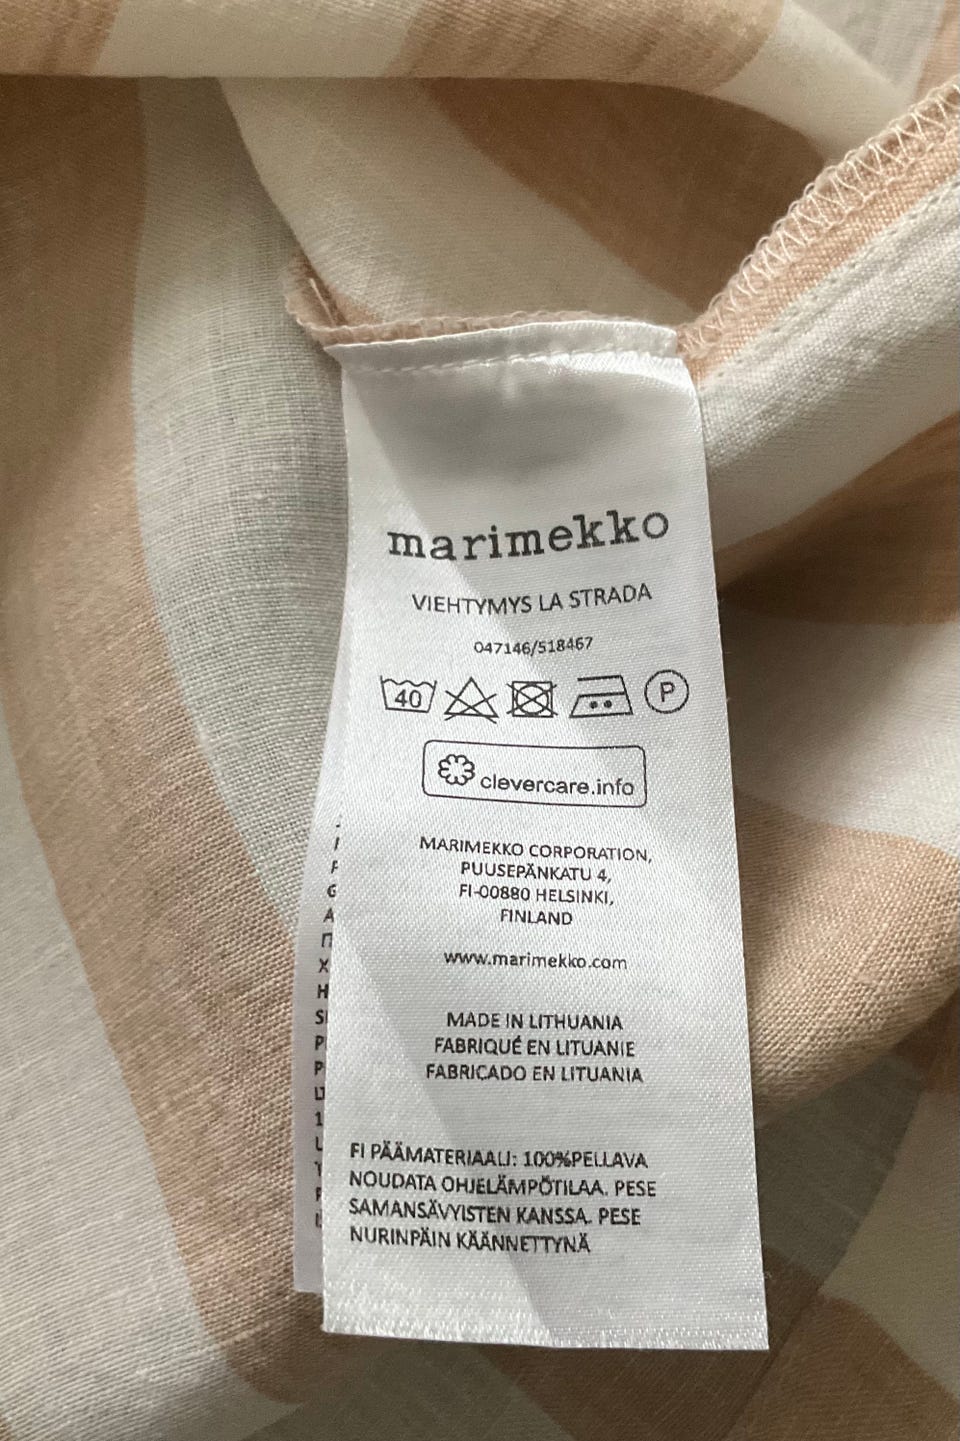 marimekko
VIEHTYMYS LA STRADA
047146/518467
40
P
clevercare.info
MARIMEKKO CORPORATION,
PUUSEPÄNKATU 4,
FI-00880 HELSINKI,
FINLAND
www.marimekko.com
MADE IN LITHUANIA
FABRIQUÉ EN LITUANIE
FABRICADO EN LITUANIA
FI PÄÄMATERIAALI: 100%PELLAVA
NOUDATA OHJELÄMPÖTILAA. PESE
SAMANSÄVYISTEN KANSSA. PESE
NURINPÄIN KÄÄNNETTYNÄ